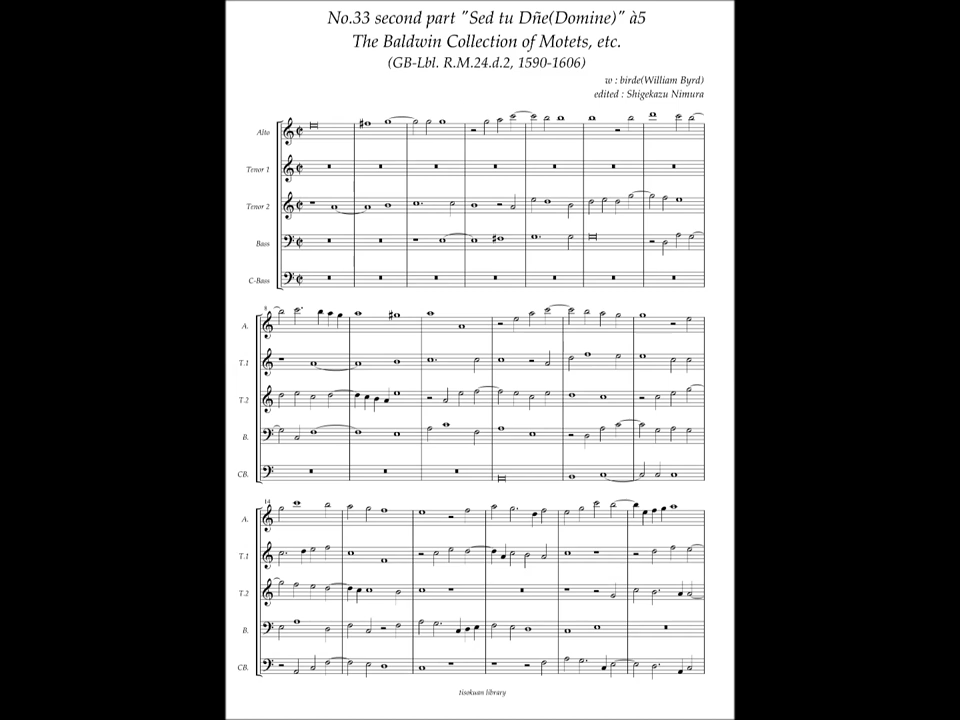 No.33 second part "Sed tu Dñe(Domine)" à5
The Baldwin Collection of Motets, etc.
(GB-Lbl. R.M.24.d.2, 1590-1606)
w : birde(William Byrd)
edited : Shigekazu Nimura
Alto
Tenor 1
Tenor 2
Bass
C-Bass
8
A.
T.1
T.2
B.
CB.
14
A.
T.1
T.2
B.
CB.
tisokuan library